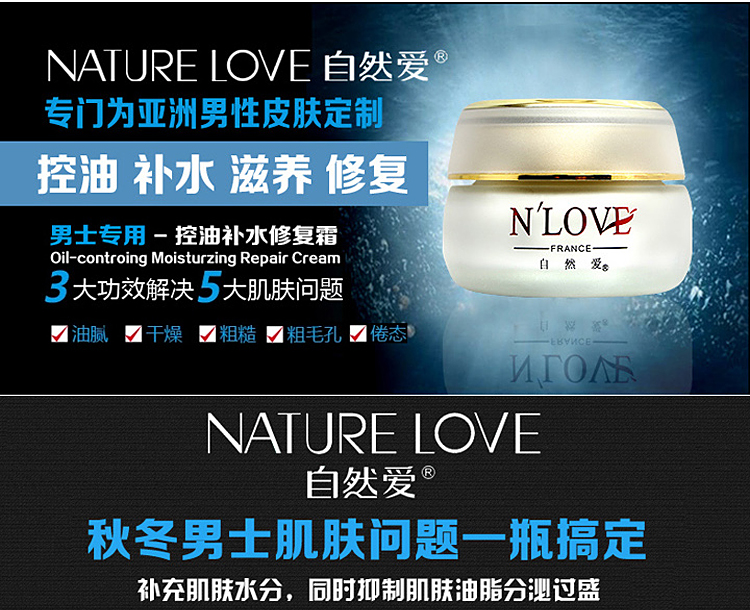 NATURE LOVE 自然爱®
专门为亚洲男性皮肤定制
控油 补水 滋养 修复
男士专用 - 控油补水修复霜
Oil-controing Moisturzing Repair Cream
3大功效解决5大肌肤问题
油腻 干燥 粗糙 粗毛孔 倦态
N'LOVE
FRANCE
自然爱®
自然爱®
FRANCE
N'LOVE
NATURE LOVE
自然爱®
秋冬男士肌肤问题一瓶搞定
补充肌肤水分，同时抑制肌肤油脂分泌过盛